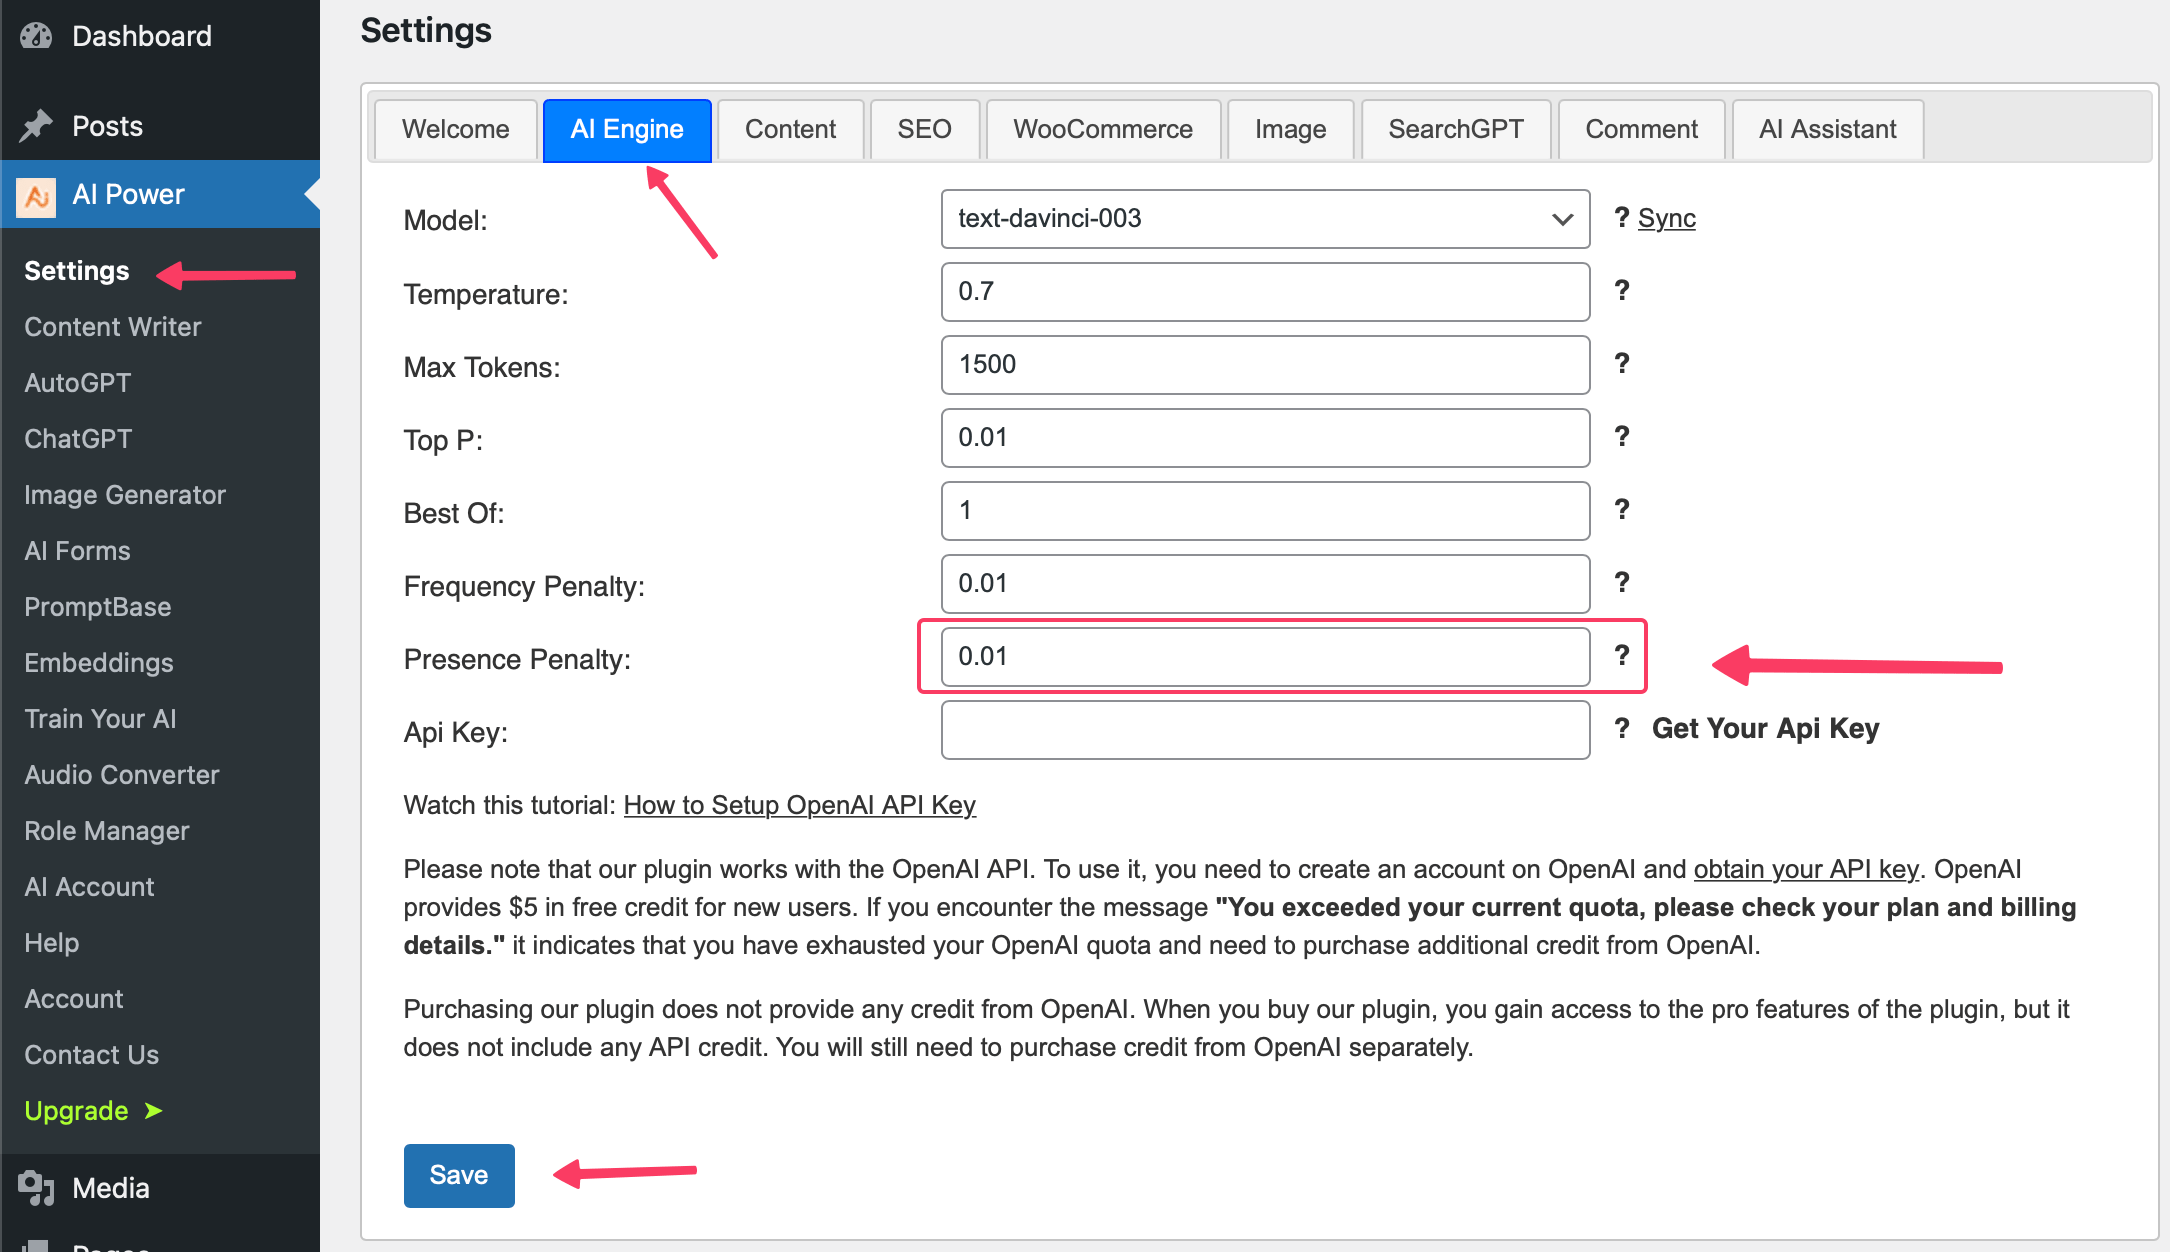 Dashboard
Posts
AI Power
Settings
Content Writer
AutoGPT
ChatGPT
Image Generator
AI Forms
PromptBase
Embeddings
Train Your AI
Audio Converter
Role Manager
AI Account
Help
Account
Contact Us
Upgrade ➤
Media
Pages
Settings
Welcome AI Engine Content SEO WooCommerce Image SearchGPT Comment AI Assistant
Model: text-davinci-003 ? Sync
Temperature: 0.7 ?
Max Tokens: 1500 ?
Top P: 0.01 ?
Best Of: 1 ?
Frequency Penalty: 0.01 ?
Presence Penalty: 0.01 ?
Api Key: ? Get Your Api Key
Watch this tutorial: How to Setup OpenAI API Key
Please note that our plugin works with the OpenAI API. To use it, you need to create an account on OpenAI and obtain your API key. OpenAI
provides $5 in free credit for new users. If you encounter the message "You exceeded your current quota, please check your plan and billing
details." it indicates that you have exhausted your OpenAI quota and need to purchase additional credit from OpenAI.
Purchasing our plugin does not provide any credit from OpenAI. When you buy our plugin, you gain access to the pro features of the plugin, but it
does not include any API credit. You will still need to purchase credit from OpenAI separately.
Save